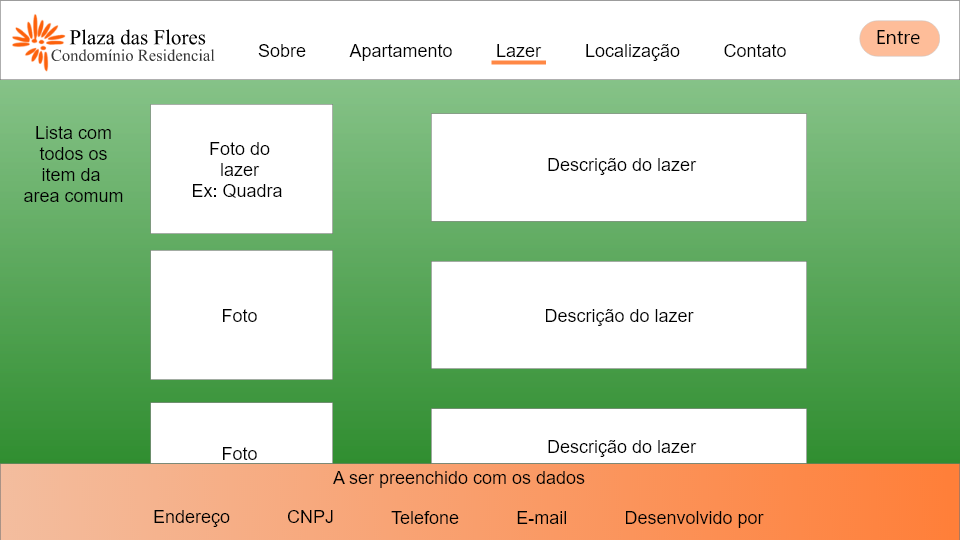 Plaza das Flores
Condomínio Residencial
Sobre
Apartamento
Lazer
Localização
Contato
Entre
Lista com
todos os
item da
area comum
Foto do
lazer
Ex: Quadra
Descrição do lazer
Foto
Descrição do lazer
Foto
Descrição do lazer
A ser preenchido com os dados
Endereço
CNPJ
Telefone
E-mail
Desenvolvido por